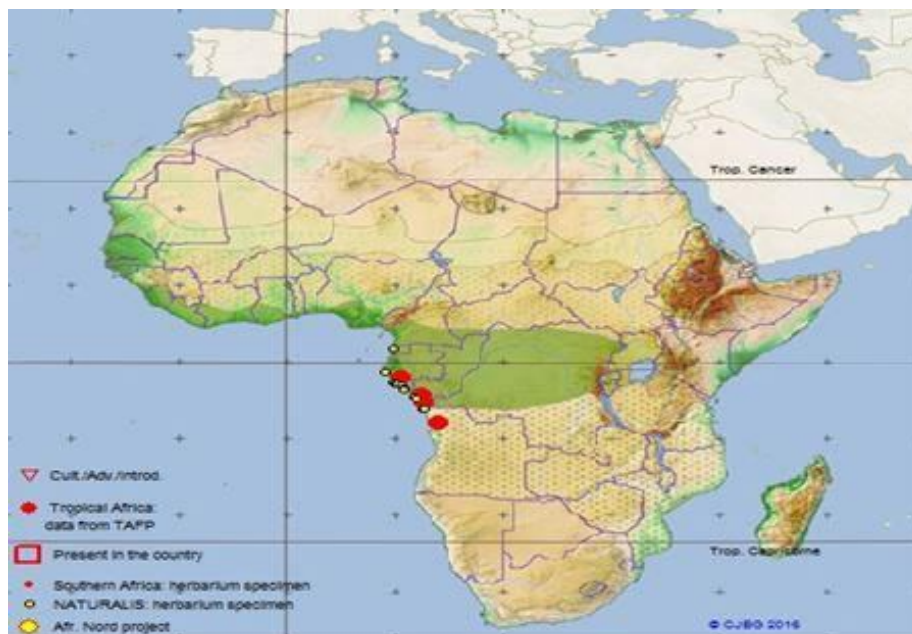 Trop. Cancer
Cult./Adv./Introd.
Tropical Africa:
data from TAFP
Present in the country
Trop. Capricorne
Southern Africa: herbarium specimen
NATURALIS: herbarium specimen
Afr. Nord project
© CJBG 2016